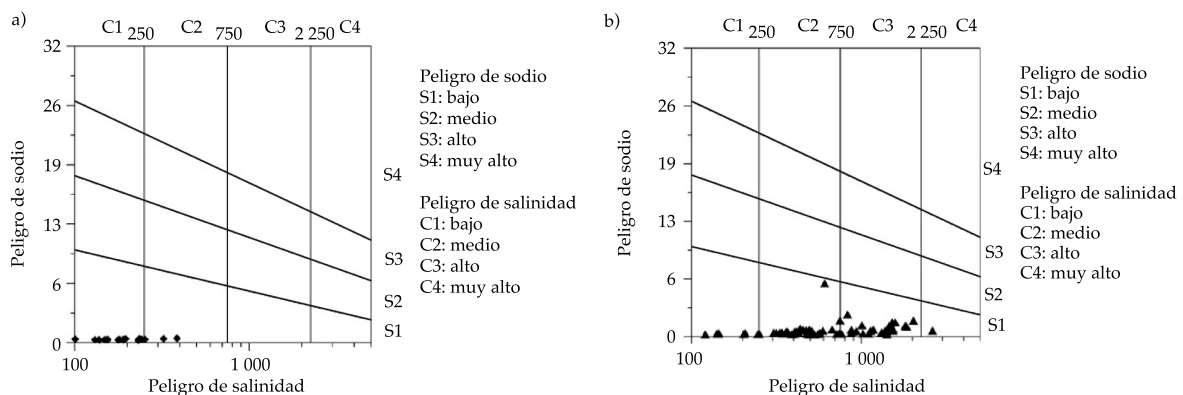 a)
C1 250 C2 750 C3 2 250 C4
32
26
19
13
6
0
Peligro de sodio
100 1 000
Peligro de salinidad
S4
S3
S2
S1
Peligro de sodio
S1: bajo
S2: medio
S3: alto
S4: muy alto
Peligro de salinidad
C1: bajo
C2: medio
C3: alto
C4: muy alto
b)
C1 250 C2 750 C3 2 250 C4
32
26
19
13
6
0
Peligro de sodio
100 1 000
Peligro de salinidad
S4
S3
S2
S1
Peligro de sodio
S1: bajo
S2: medio
S3: alto
S4: muy alto
Peligro de salinidad
C1: bajo
C2: medio
C3: alto
C4: muy alto